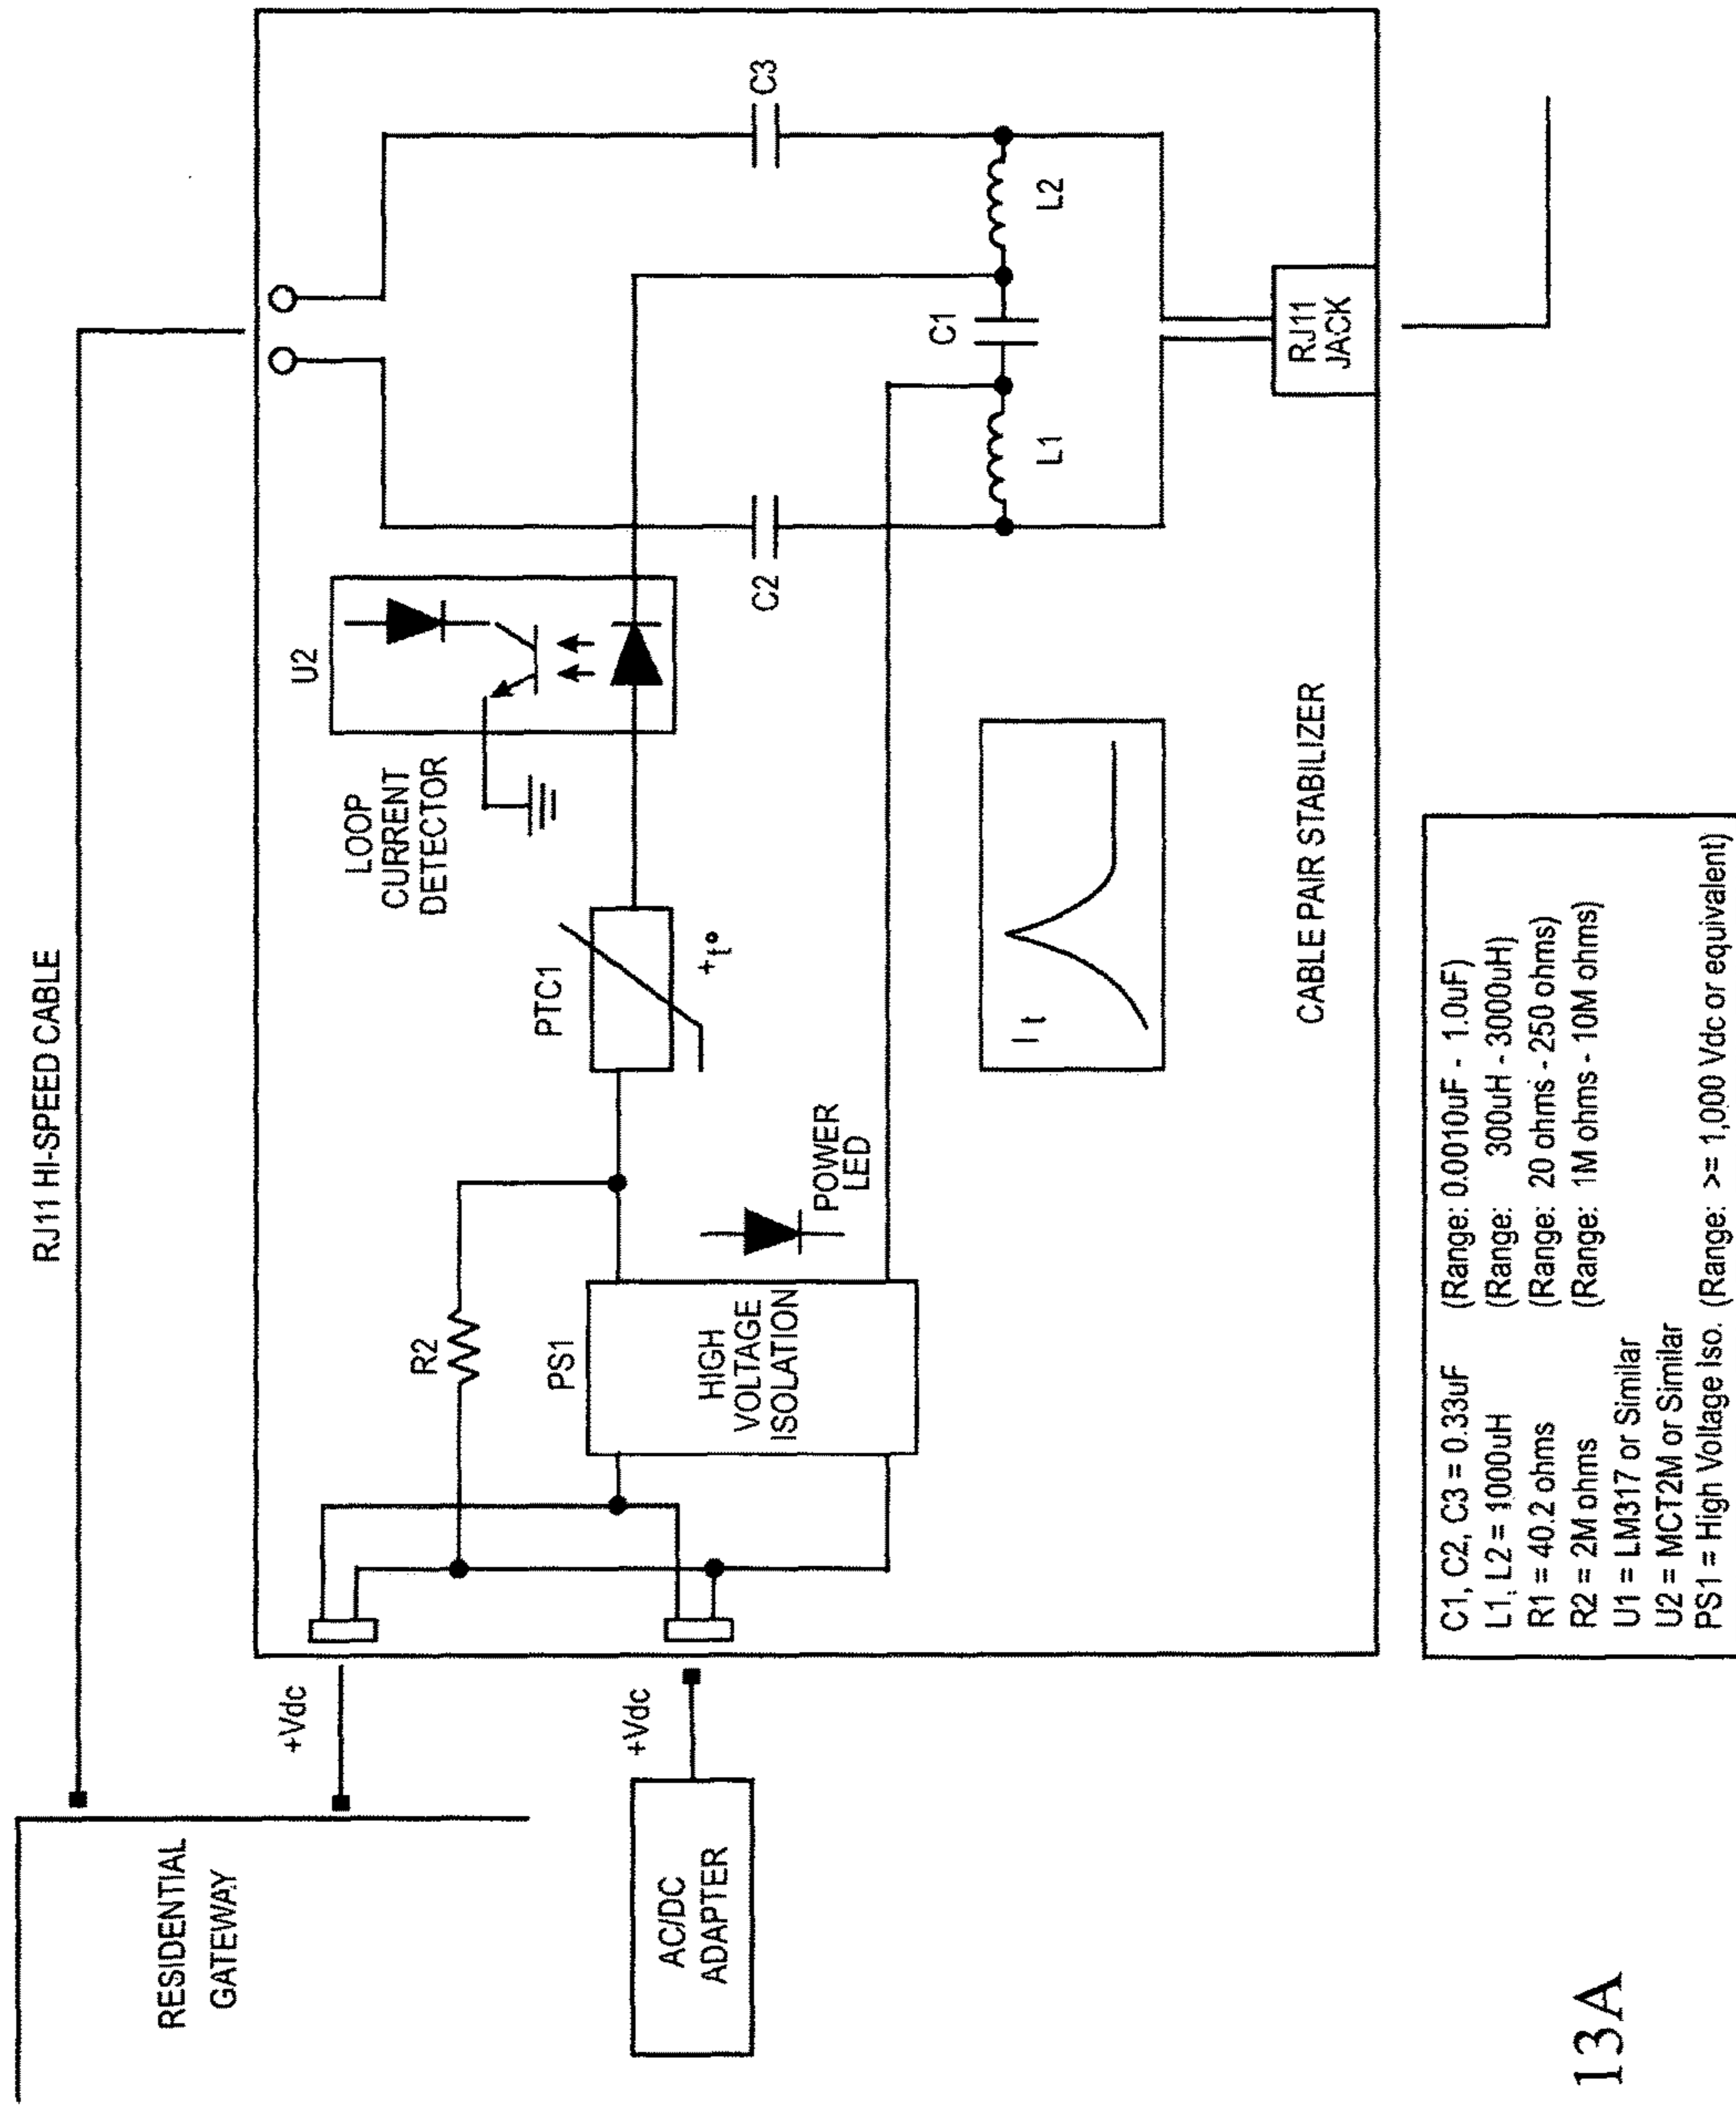 RJ11 HI-SPEED CABLE
RESIDENTIAL
GATEWAY
+Vdc
+Vdc
AC/DC
ADAPTER
R2
PS1
HIGH
VOLTAGE
ISOLATION
POWER
LED
PTC1
+t°
LOOP
CURRENT
DETECTOR
U2
C2
C3
C1
L1
L2
I t
RJ11
JACK
CABLE PAIR STABILIZER
C1, C2, C3 = 0.33uF (Range: 0.0010uF - 1.0uF)
L1, L2 = 1000uH (Range: 300uH - 3000uH)
R1 = 40.2 ohms (Range: 20 ohms - 250 ohms)
R2 = 2M ohms (Range: 1M ohms - 10M ohms)
U1 = LM317 or Similar
U2 = MCT2M or Similar
PS1 = High Voltage Iso. (Range: >= 1,000 Vdc or equivalent)
13A